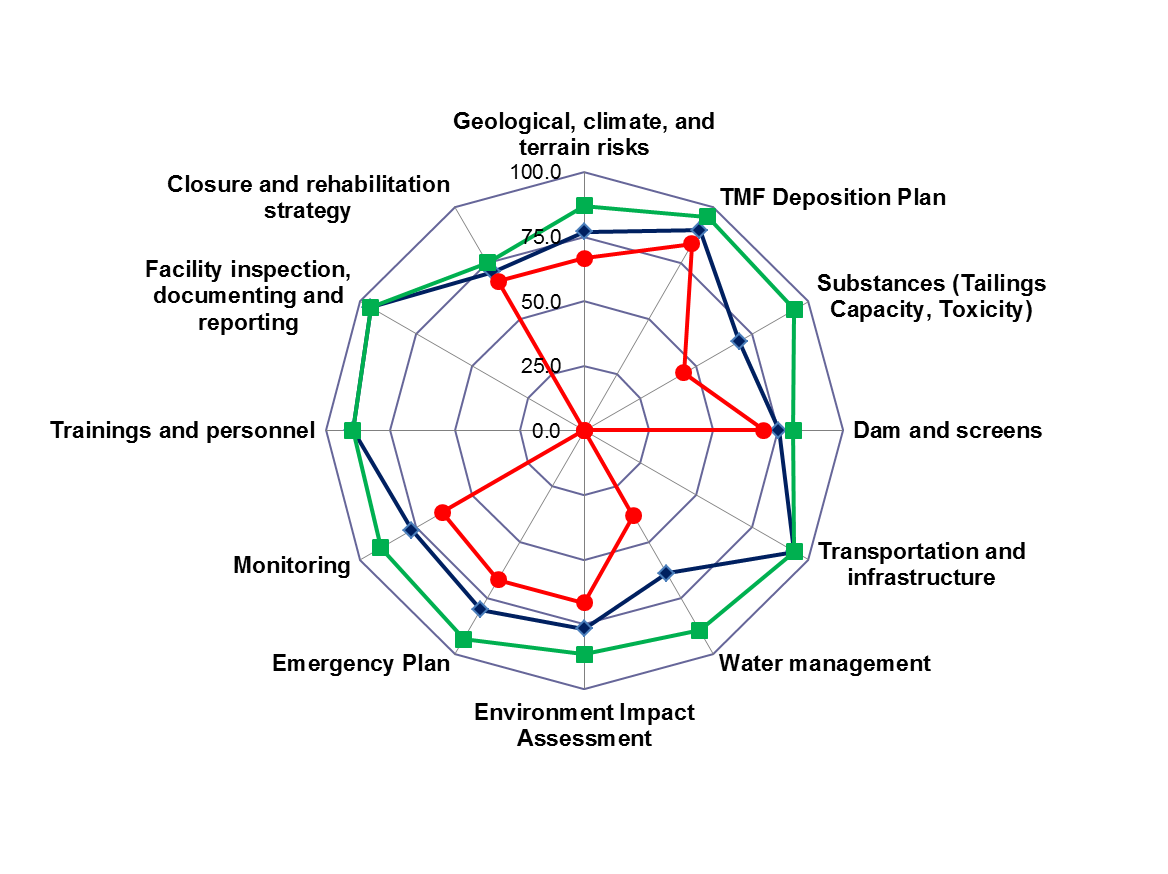 Geological, climate, and
terrain risks
100.0
TMF Deposition Plan
Closure and rehabilitation
strategy
75.0
Facility inspection,
documenting and
reporting
Substances (Tailings
Capacity, Toxicity)
50.0
25.0
Trainings and personnel
0.0
Dam and screens
Monitoring
Transportation and
infrastructure
Emergency Plan
Water management
Environment Impact
Assessment